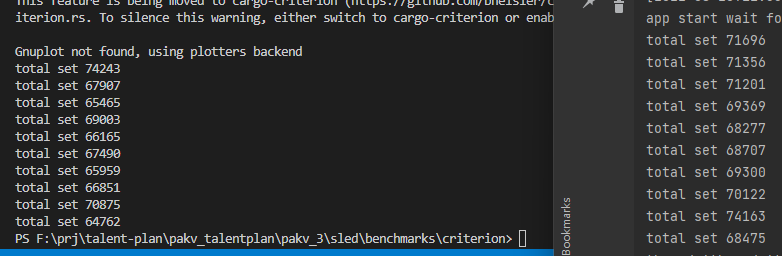 This feature is being moved to cargo-criterion (https://github.com/bheisler/c
iterion.rs. To silence this warning, either switch to cargo-criterion or enab
Gnuplot not found, using plotters backend
total set 74243
total set 67907
total set 65465
total set 69003
total set 66165
total set 67490
total set 65959
total set 66851
total set 70875
total set 64762
PS F:\prj\talent-plan\pakv_talentplan\pakv_3\sled\benchmarks\criterion>
Bookmarks
app start wait fo
total set 71696
total set 71356
total set 71201
total set 69369
total set 68277
total set 68707
total set 69300
total set 70122
total set 74163
total set 68475